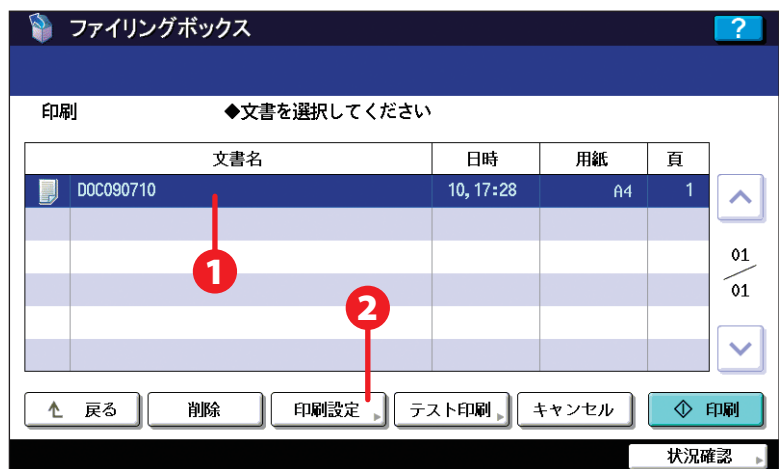 ファイリングボックス ?
印刷 ◆文書を選択してください
文書名 日時 用紙 頁
DOC090710 10,17:28 A4 1
1
01
2
01
戻る 削除 印刷設定 テスト印刷 キャンセル 印刷
状況確認